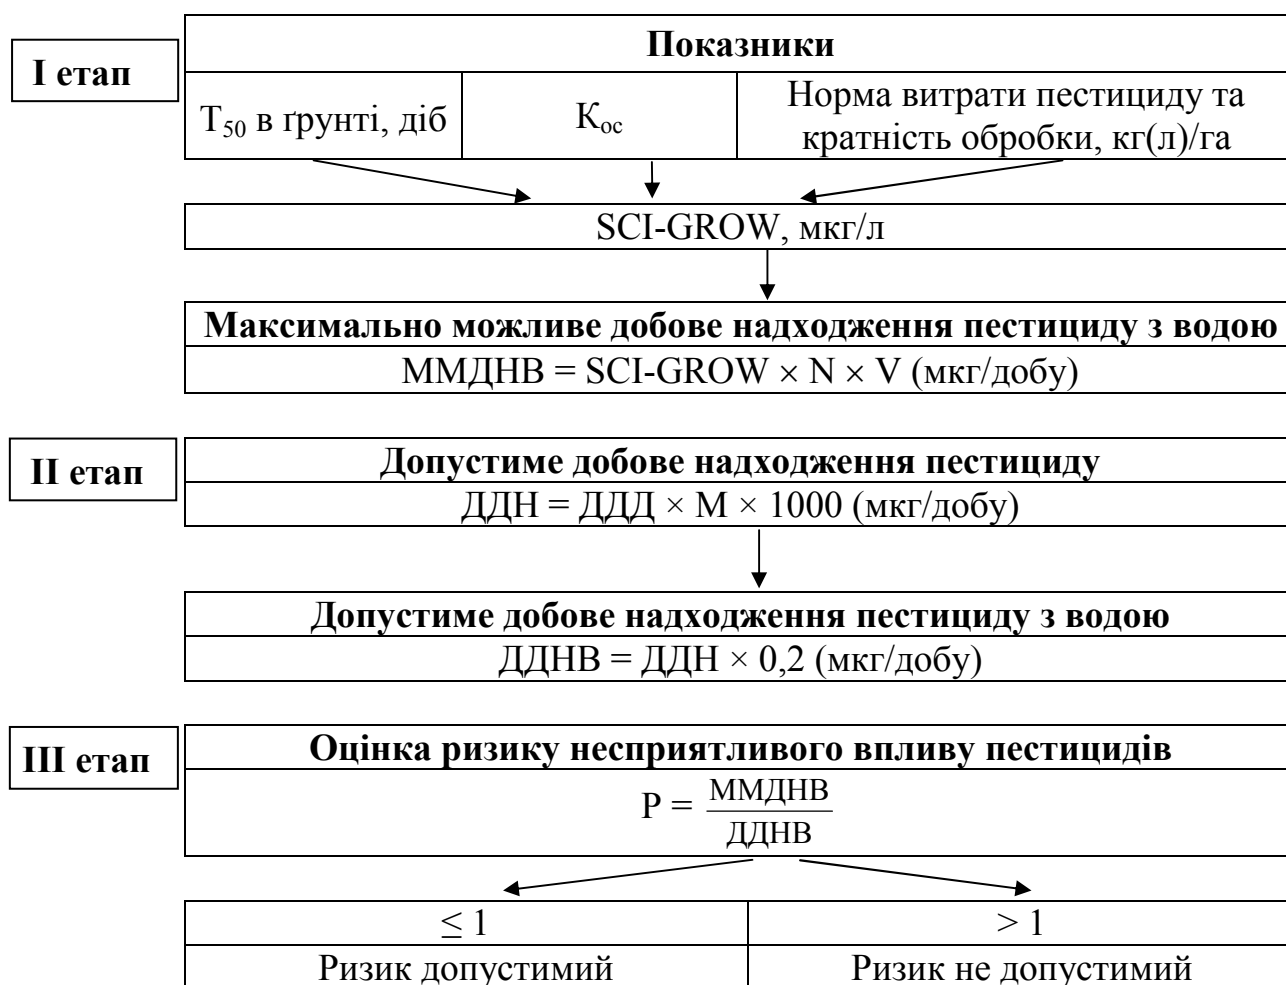 І етап
Показники
Т₅₀ в ґрунті, діб
Kос
Норма витрати пестициду та
кратність обробки, кг(л)/га
SCI-GROW, мкг/л
Максимально можливе добове надходження пестициду з водою
ММДНВ = SCI-GROW × N × V (мкг/добу)
ІІ етап
Допустиме добове надходження пестициду
ДДН = ДДД × М × 1000 (мкг/добу)
Допустиме добове надходження пестициду з водою
ДДНВ = ДДН × 0,2 (мкг/добу)
ІІІ етап
Оцінка ризику несприятливого впливу пестицидів
Р = ММДНВ / ДДНВ
≤ 1
> 1
Ризик допустимий
Ризик не допустимий